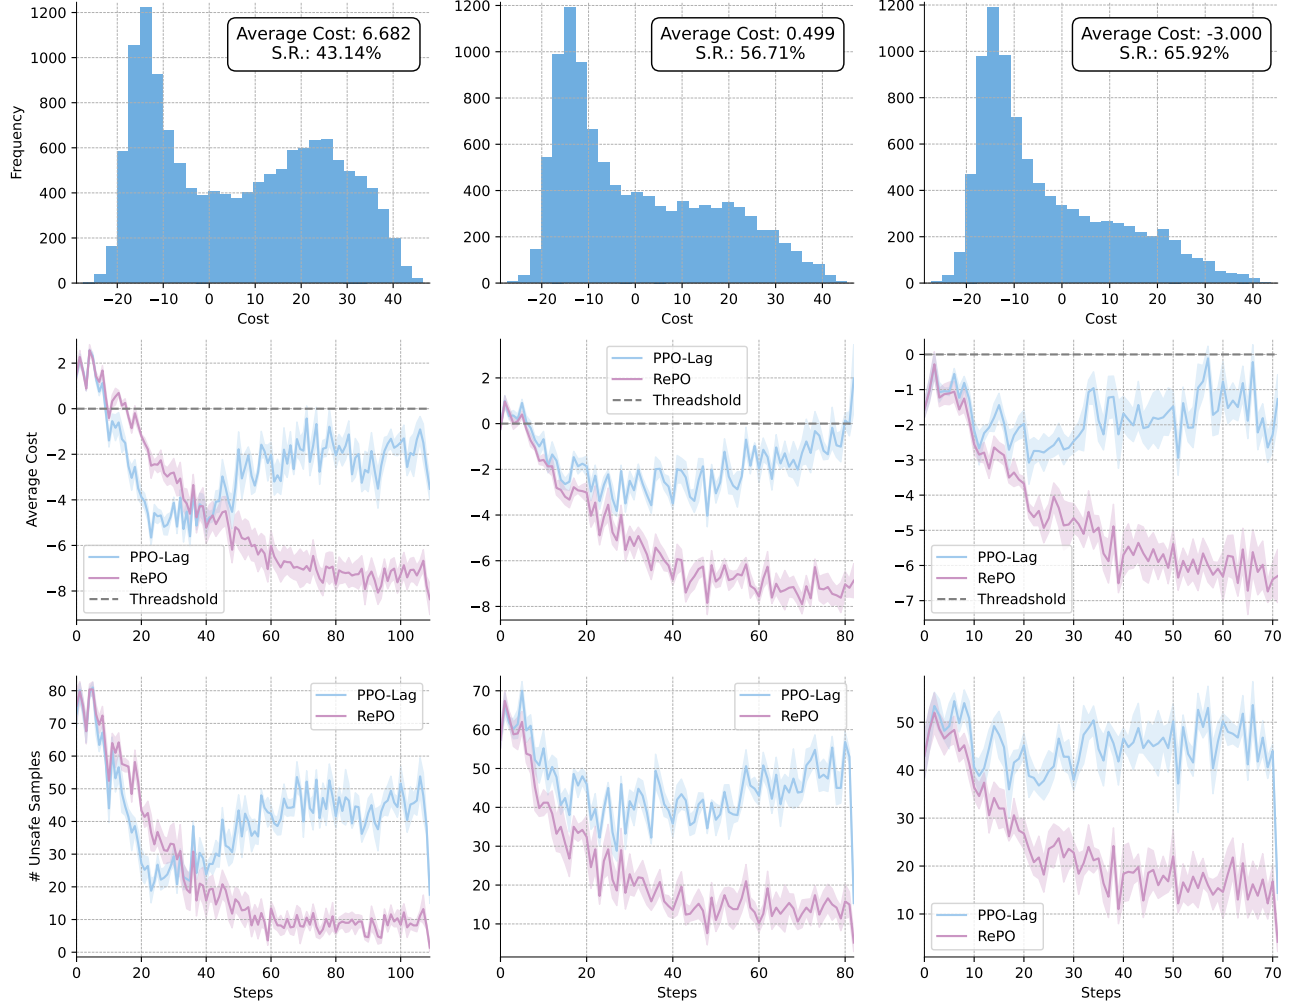 Average Cost: 6.682
S.R.: 43.14%
Average Cost: 0.499
S.R.: 56.71%
Average Cost: -3.000
S.R.: 65.92%
1200
1000
800
600
400
200
0
Frequency
−20 −10 0 10 20 30 40
Cost
1200
1000
800
600
400
200
0
−20 −10 0 10 20 30 40
Cost
1200
1000
800
600
400
200
0
−20 −10 0 10 20 30 40
Cost
2
0
−2
−4
−6
−8
Average Cost
PPO-Lag
RePO
Threadshold
0 20 40 60 80 100
2
0
−2
−4
−6
−8
PPO-Lag
RePO
Threadshold
0 20 40 60 80
0
−1
−2
−3
−4
−5
−6
−7
PPO-Lag
RePO
Threadshold
0 10 20 30 40 50 60 70
80
70
60
50
40
30
20
10
0
# Unsafe Samples
PPO-Lag
RePO
0 20 40 60 80 100
Steps
70
60
50
40
30
20
10
PPO-Lag
RePO
0 20 40 60 80
Steps
50
40
30
20
10
PPO-Lag
RePO
0 10 20 30 40 50 60 70
Steps